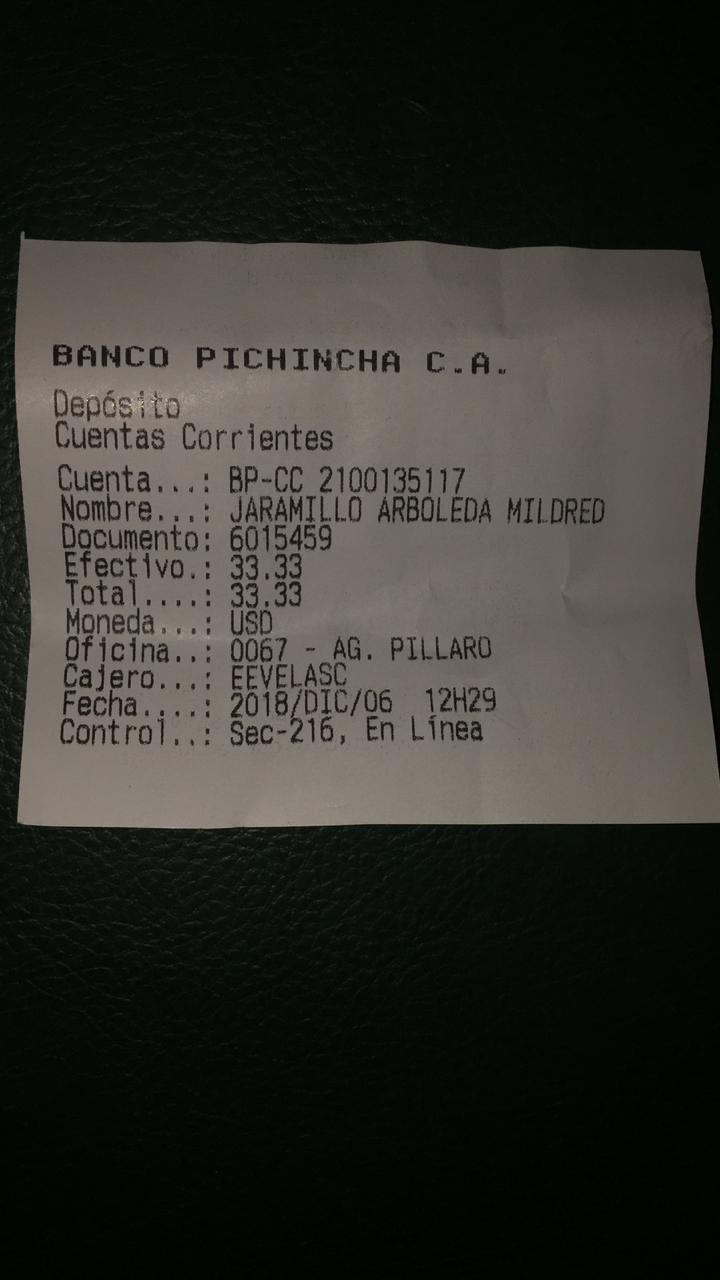 BANCO PICHINCHA C.A.
Depósito
Cuentas Corrientes
Cuenta...: BP-CC 2100135117
Nombre...: JARAMILLO ARBOLEDA MILDRED
Documento: 6015459
Efectivo.: 33.33
Total....: 33.33
Moneda...: USD
Oficina..: 0067 - AG. PILLARO
Cajero...: EEVELASC
Fecha....: 2018/DIC/06 12H29
Control..: Sec-216, En Línea